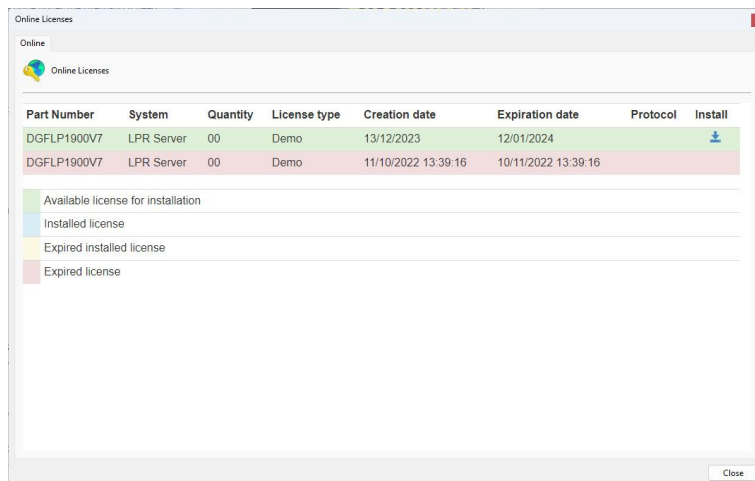 Online Licenses
Online
Online Licenses
Part Number System Quantity License type Creation date Expiration date Protocol Install
DGFLP1900V7 LPR Server 00 Demo 13/12/2023 12/01/2024
DGFLP1900V7 LPR Server 00 Demo 11/10/2022 13:39:16 10/11/2022 13:39:16
Available license for installation
Installed license
Expired installed license
Expired license
Close